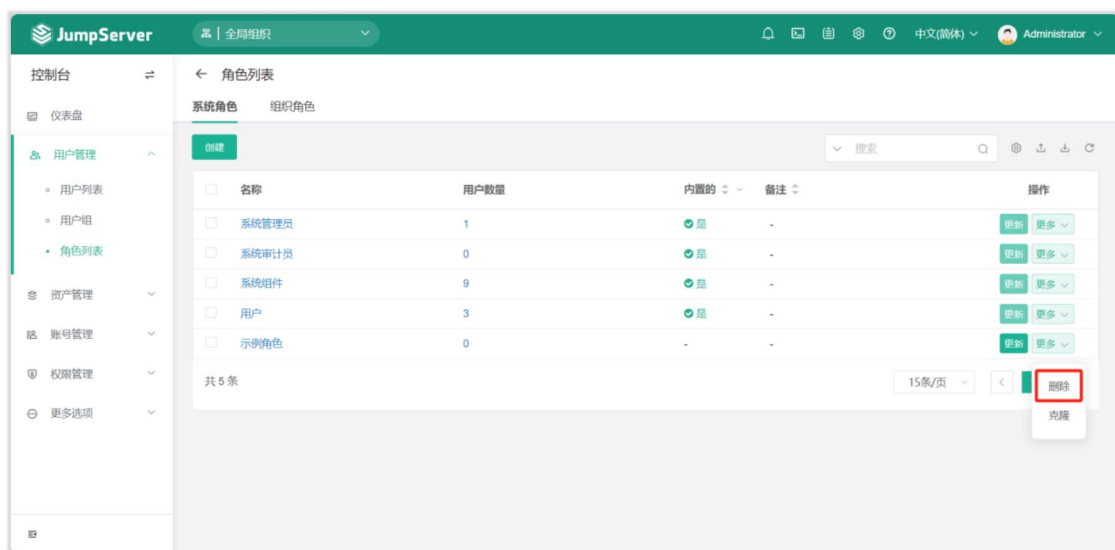 JumpServer
全局组织
中文(简体)
Administrator
控制台
角色列表
系统角色 组织角色
仪表盘
用户管理
用户列表
用户组
角色列表
资产管理
账号管理
权限管理
更多选项
创建
搜索
名称 用户数量 内置的 备注 操作
系统管理员 1 是 - 更新 更多
系统审计员 0 是 - 更新 更多
系统组件 9 是 - 更新 更多
用户 3 是 - 更新 更多
示例角色 0 - - 更新 更多
共 5 条
15条/页
删除
克隆